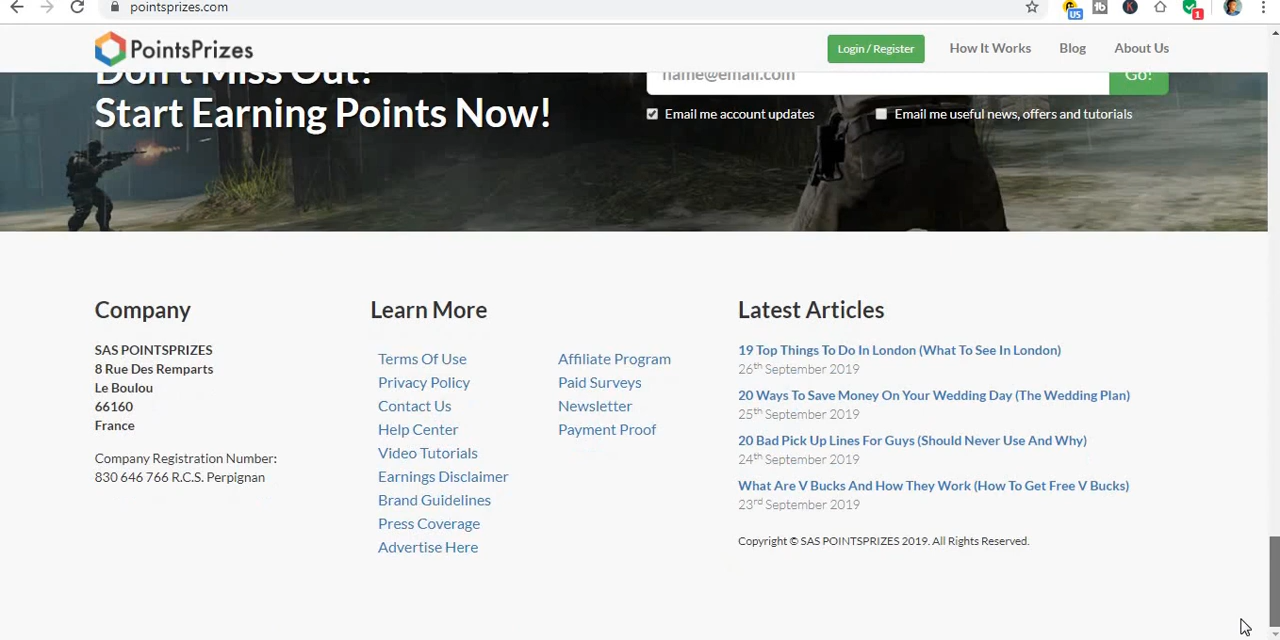 pointsprizes.com
US
tb
K
1
PointsPrizes
Login / Register
How It Works
Blog
About Us
Don't Miss Out!
Start Earning Points Now!
name@email.com
Go!
Email me account updates
Email me useful news, offers and tutorials
Company
SAS POINTSPRIZES
8 Rue Des Remparts
Le Boulou
66160
France
Company Registration Number:
830 646 766 R.C.S. Perpignan
Learn More
Terms Of Use
Privacy Policy
Contact Us
Help Center
Video Tutorials
Earnings Disclaimer
Brand Guidelines
Press Coverage
Advertise Here
Affiliate Program
Paid Surveys
Newsletter
Payment Proof
Latest Articles
19 Top Things To Do In London (What To See In London)
26th September 2019
20 Ways To Save Money On Your Wedding Day (The Wedding Plan)
25th September 2019
20 Bad Pick Up Lines For Guys (Should Never Use And Why)
24th September 2019
What Are V Bucks And How They Work (How To Get Free V Bucks)
23rd September 2019
Copyright © SAS POINTSPRIZES 2019. All Rights Reserved.